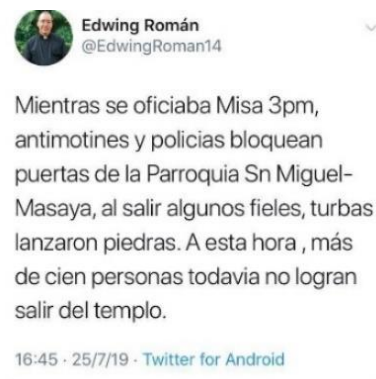 Edwing Román
@EdwingRoman14
Mientras se oficiaba Misa 3pm,
antimotines y policias bloquean
puertas de la Parroquia Sn Miguel-
Masaya, al salir algunos fieles, turbas
lanzaron piedras. A esta hora , más
de cien personas todavia no logran
salir del templo.
16:45 · 25/7/19 · Twitter for Android